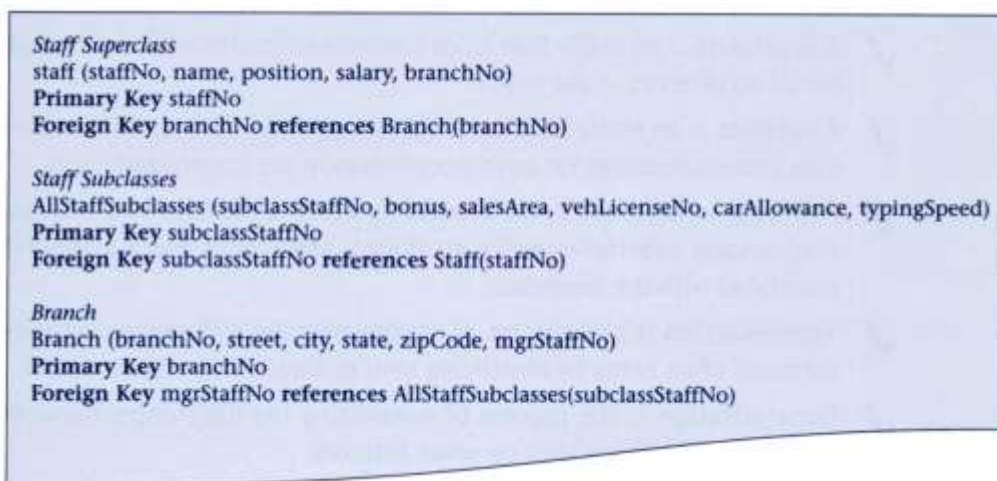 Staff Superclass
staff (staffNo, name, position, salary, branchNo)
Primary Key staffNo
Foreign Key branchNo references Branch(branchNo)
Staff Subclasses
AllStaffSubclasses (subclassStaffNo, bonus, salesArea, vehLicenseNo, carAllowance, typingSpeed)
Primary Key subclassStaffNo
Foreign Key subclassStaffNo references Staff(staffNo)
Branch
Branch (branchNo, street, city, state, zipCode, mgrStaffNo)
Primary Key branchNo
Foreign Key mgrStaffNo references AllStaffSubclasses(subclassStaffNo)